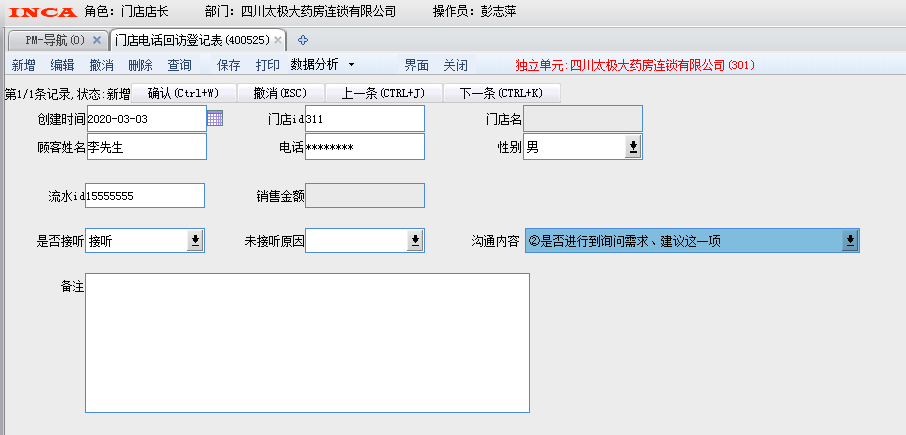 INCA 角色: 门店店长 部门: 四川太极大药房连锁有限公司 操作员: 彭志萍
PM-导航(0) 门店电话回访登记表(400525)
新增 编辑 撤消 删除 查询 保存 打印 数据分析 界面 关闭 独立单元:四川太极大药房连锁有限公司(301)
第1/1条记录,状态:新增 确认(Ctrl+W) 撤消(ESC) 上一条(CTRL+J) 下一条(CTRL+K)
创建时间 2020-03-03 门店id 311 门店名
顾客姓名 李先生 电话 ******** 性别 男
流水id 15555555 销售金额
是否接听 接听 未接听原因 沟通内容 ②是否进行到询问需求、建议这一项
备注